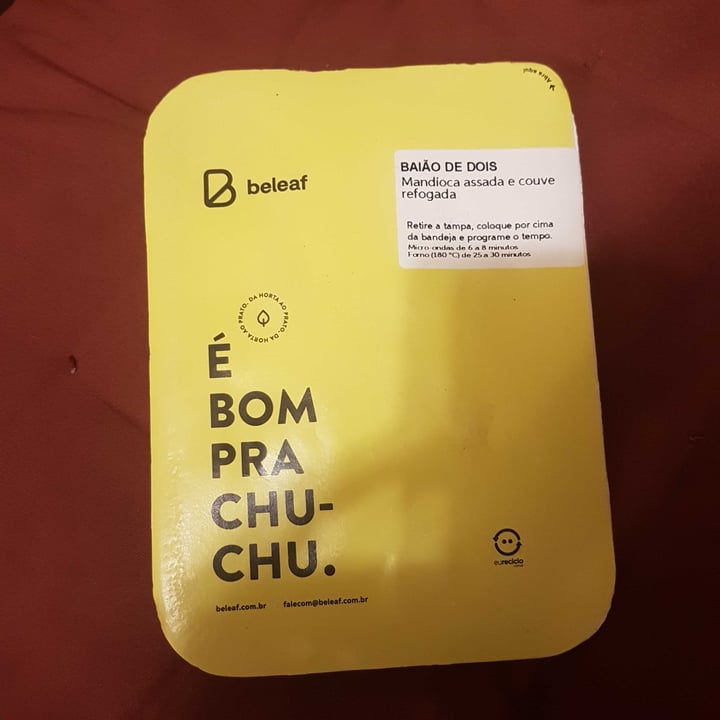 Abra aqui
beleaf
BAIÃO DE DOIS
Mandioca assada e couve
refogada
Retire a tampa, coloque por cima
da bandeja e programe o tempo.
Micro-ondas de 6 a 8 minutos
Forno (180 °C) de 25 a 30 minutos
DA HORTA AO PRATO. DA HORTA AO PRATO.
É
BOM
PRA
CHU-
CHU.
eureciclo
beleaf.com.br falecom@beleaf.com.br